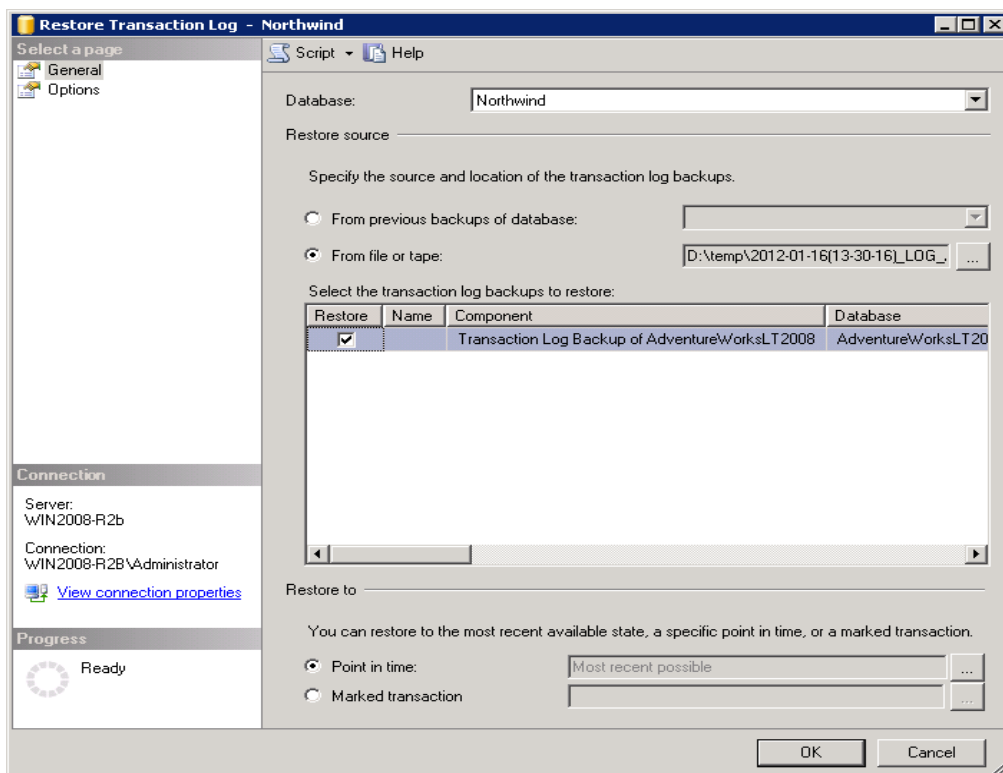 Restore Transaction Log - Northwind
Select a page
General
Options
Script
Help
Database:
Northwind
Restore source
Specify the source and location of the transaction log backups.
From previous backups of database:
From file or tape:
D:\temp\2012-01-16(13-30-16)_LOG_.
...
Select the transaction log backups to restore:
Restore Name Component Database
Transaction Log Backup of AdventureWorksLT2008 AdventureWorksLT20
Connection
Server:
WIN2008-R2b
Connection:
WIN2008-R2B\Administrator
View connection properties
Progress
Ready
Restore to
You can restore to the most recent available state, a specific point in time, or a marked transaction.
Point in time:
Most recent possible
...
Marked transaction
...
OK
Cancel